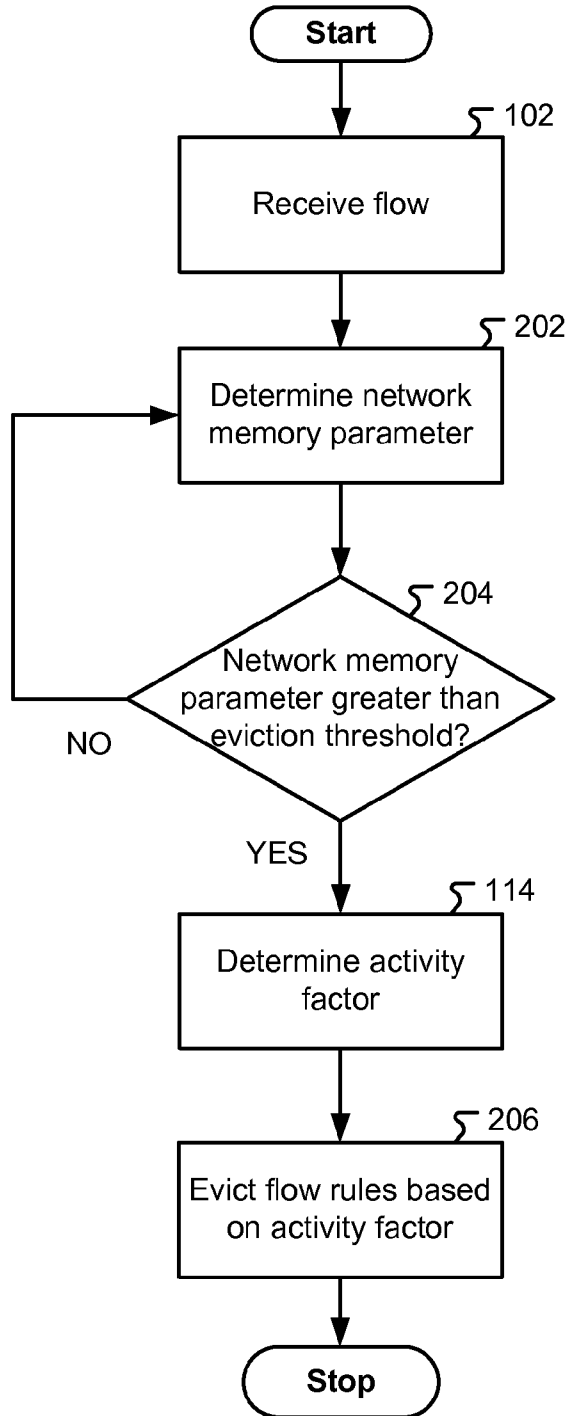 Start
102
Receive flow
202
Determine network
memory parameter
204
Network memory
parameter greater than
eviction threshold?
NO
YES
114
Determine activity
factor
206
Evict flow rules based
on activity factor
Stop